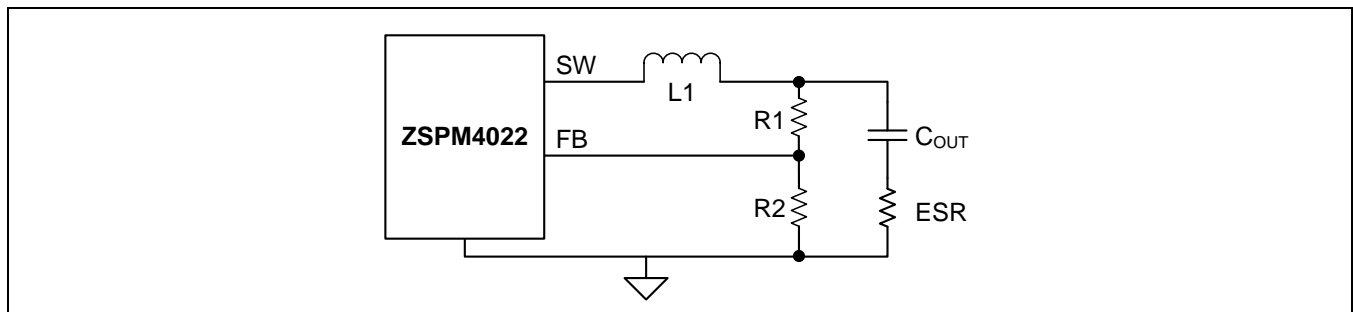 SW
L1
R1
ZSPM4022
FB
C_OUT
R2
ESR